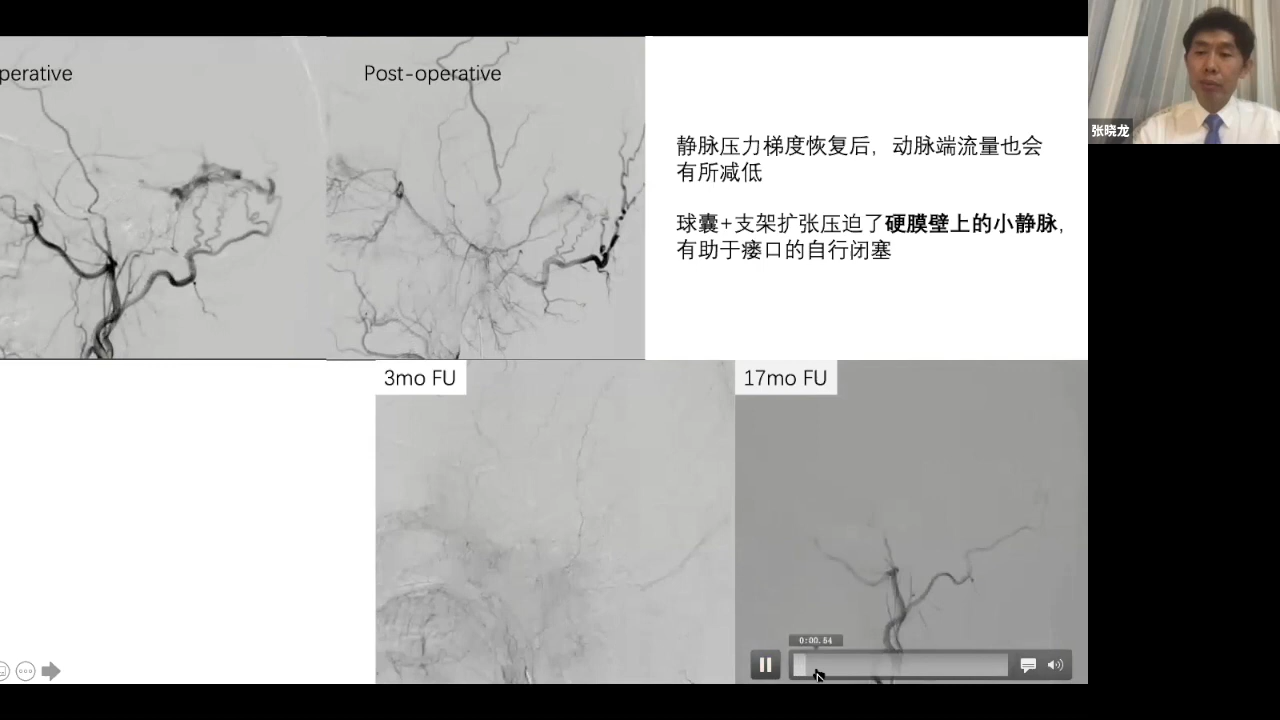 perative
Post-operative
张晓龙
静脉压力梯度恢复后，动脉端流量也会
有所减低
球囊+支架扩张压迫了硬膜壁上的小静脉，
有助于瘘口的自行闭塞
3mo FU
17mo FU
0:00.54